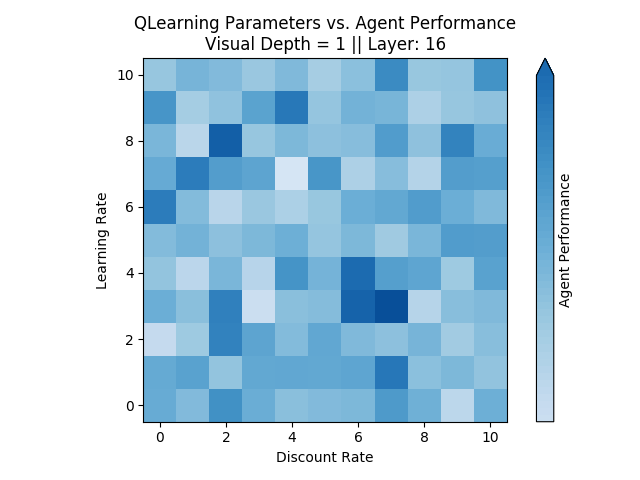 QLearning Parameters vs. Agent Performance
Visual Depth = 1 || Layer: 16
10
8
6
4
2
0
Learning Rate
0 2 4 6 8 10
Discount Rate
Agent Performance